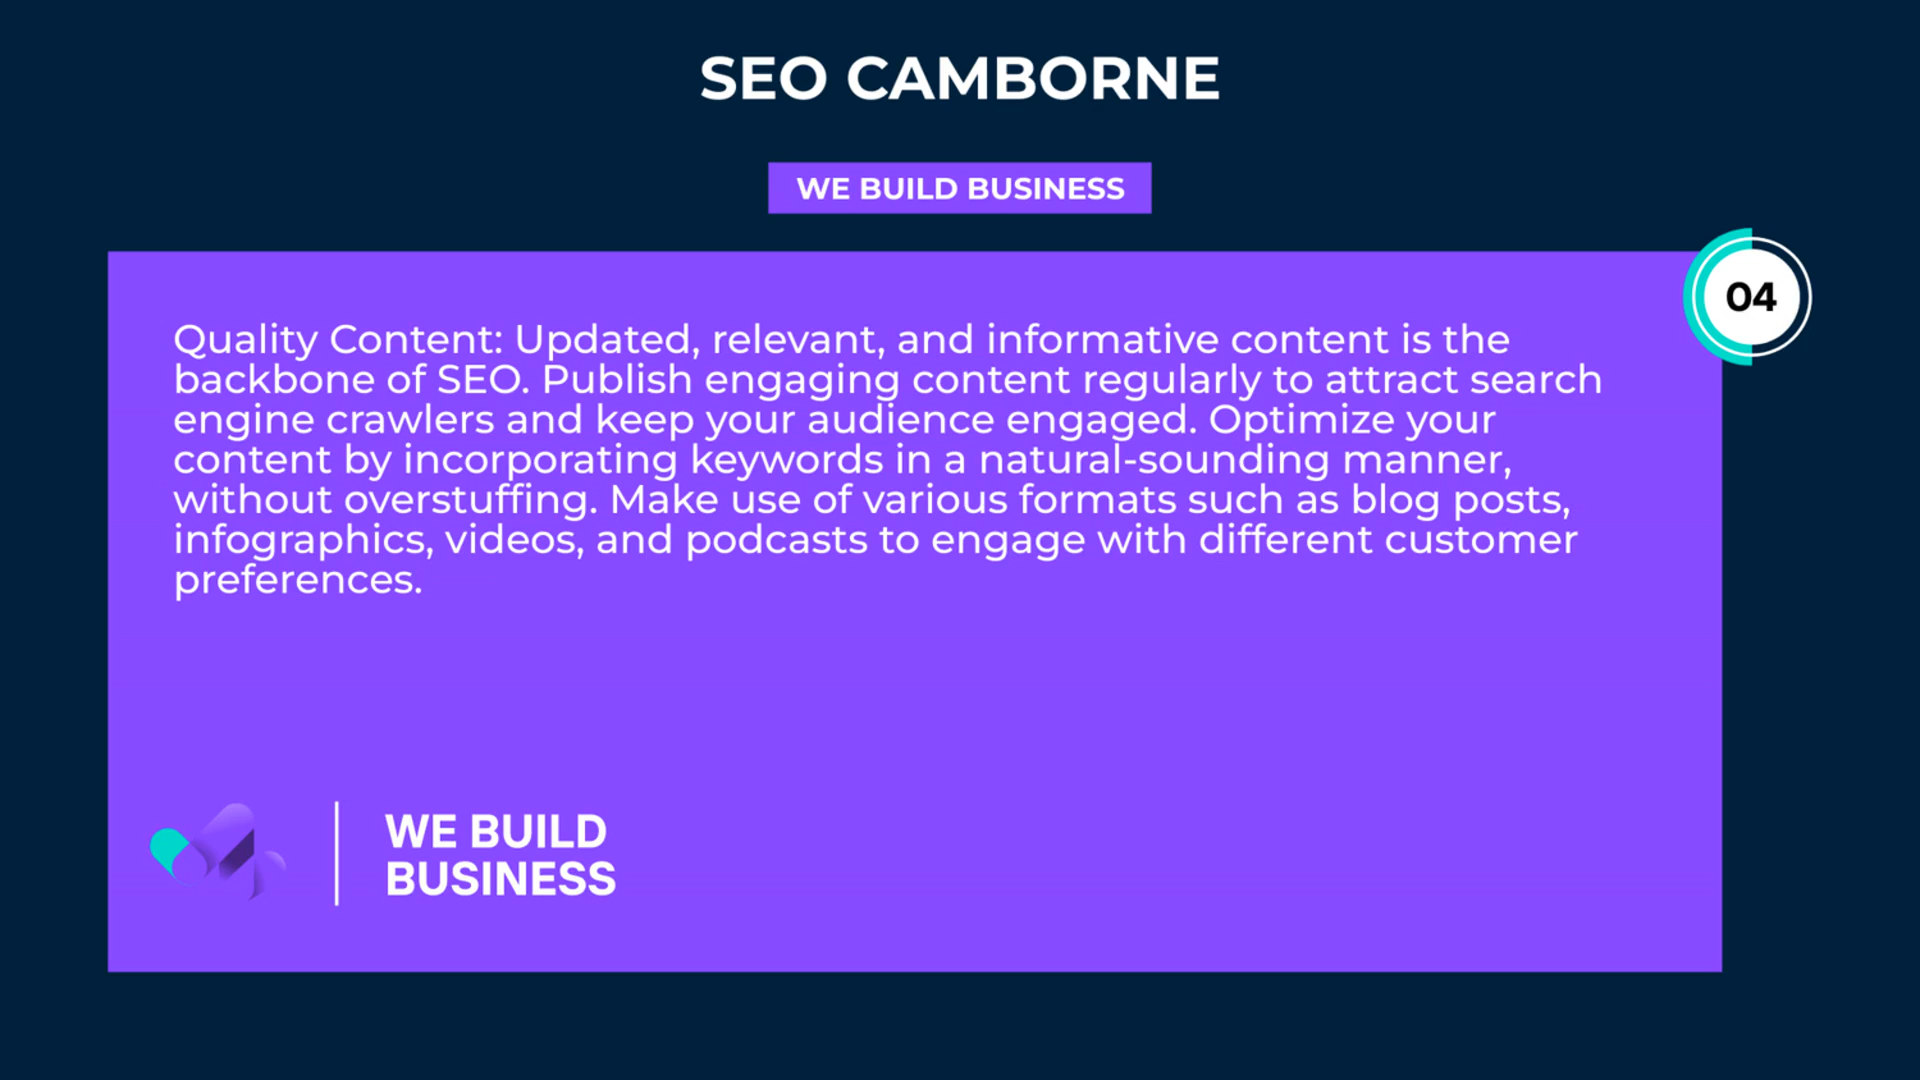 SEO CAMBORNE
WE BUILD BUSINESS
04
Quality Content: Updated, relevant, and informative content is the
backbone of SEO. Publish engaging content regularly to attract search
engine crawlers and keep your audience engaged. Optimize your
content by incorporating keywords in a natural-sounding manner,
without overstuffing. Make use of various formats such as blog posts,
infographics, videos, and podcasts to engage with different customer
preferences.
WE BUILD
BUSINESS